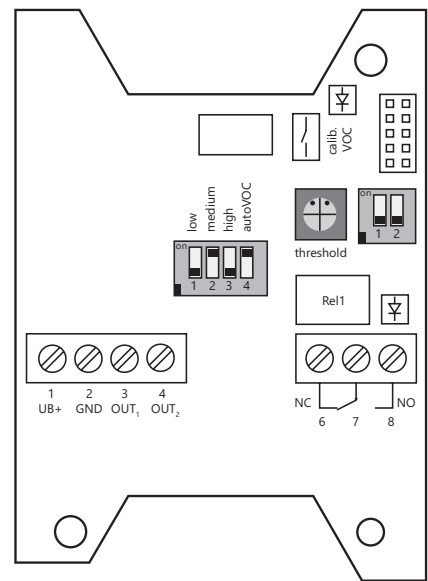 calib.
VOC
low
medium
high
autoVOC
on
1 2 3 4
on
1 2
threshold
Rel1
1 2 3 4
UB+ GND OUT1 OUT2
NC NO
6 7 8